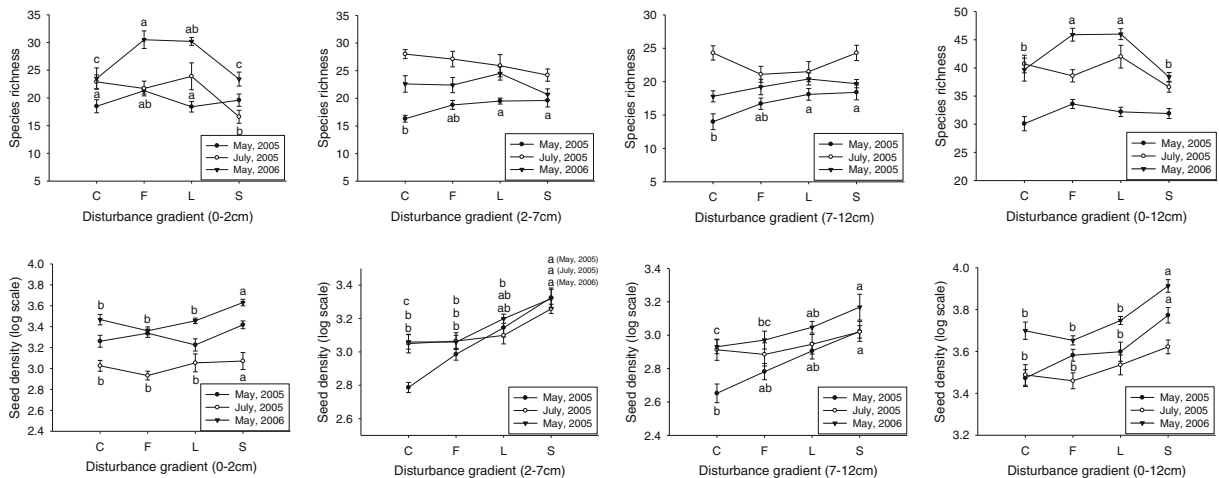 Species richness
35
30
25
20
15
10
5
c
a
ab
c
a
ab
a
b
May, 2005
July, 2005
May, 2006
C F L S
Disturbance gradient (0-2cm)
Species richness
35
30
25
20
15
10
5
b
ab
a
a
May, 2005
July, 2005
May, 2006
C F L S
Disturbance gradient (2-7cm)
Species richness
30
25
20
15
10
5
0
b
ab
a
a
May, 2005
July, 2005
May, 2005
C F L S
Disturbance gradient (7-12cm)
Species richness
50
45
40
35
30
25
20
b
a
a
b
May, 2005
July, 2005
May, 2005
C F L S
Disturbance gradient (0-12cm)
Seed density (log scale)
4.0
3.8
3.6
3.4
3.2
3.0
2.8
2.6
2.4
b
b
b
a
b
b
b
a
May, 2005
July, 2005
May, 2006
C F L S
Disturbance gradient (0-2cm)
Seed density (log scale)
3.4
3.0
2.8
2.6
a (May, 2005)
a (July, 2005)
a (May, 2006)
c
b
b
b
b
b
b
ab
ab
May, 2005
July, 2005
May, 2005
C F L S
Disturbance gradient (2-7cm)
Seed density (log scale)
3.4
3.2
3.0
2.8
2.6
2.4
c
bc
ab
a
b
ab
ab
a
May, 2005
July, 2005
May, 2006
C F L S
Disturbance gradient (7-12cm)
Seed density (log scale)
4.0
3.8
3.6
3.4
3.2
b
b
b
a
a
b
b
b
May, 2005
July, 2005
May, 2006
C F L S
Disturbance gradient (0-12cm)